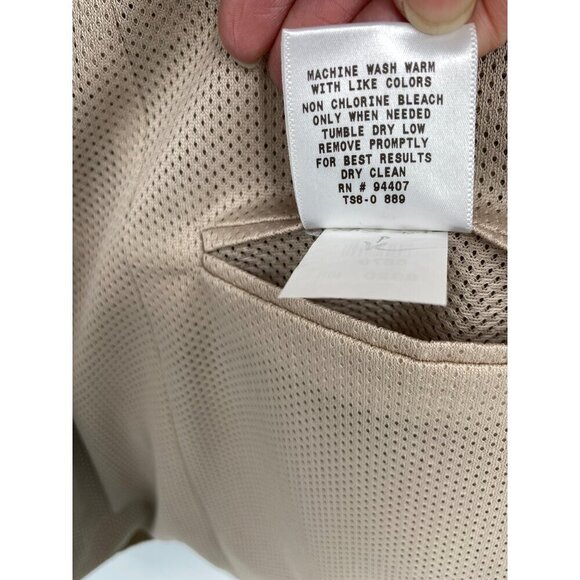 MACHINE WASH WARM
WITH LIKE COLORS
NON CHLORINE BLEACH
ONLY WHEN NEEDED
TUMBLE DRY LOW
REMOVE PROMPTLY
FOR BEST RESULTS
DRY CLEAN
RN # 94407
TS8-0 889